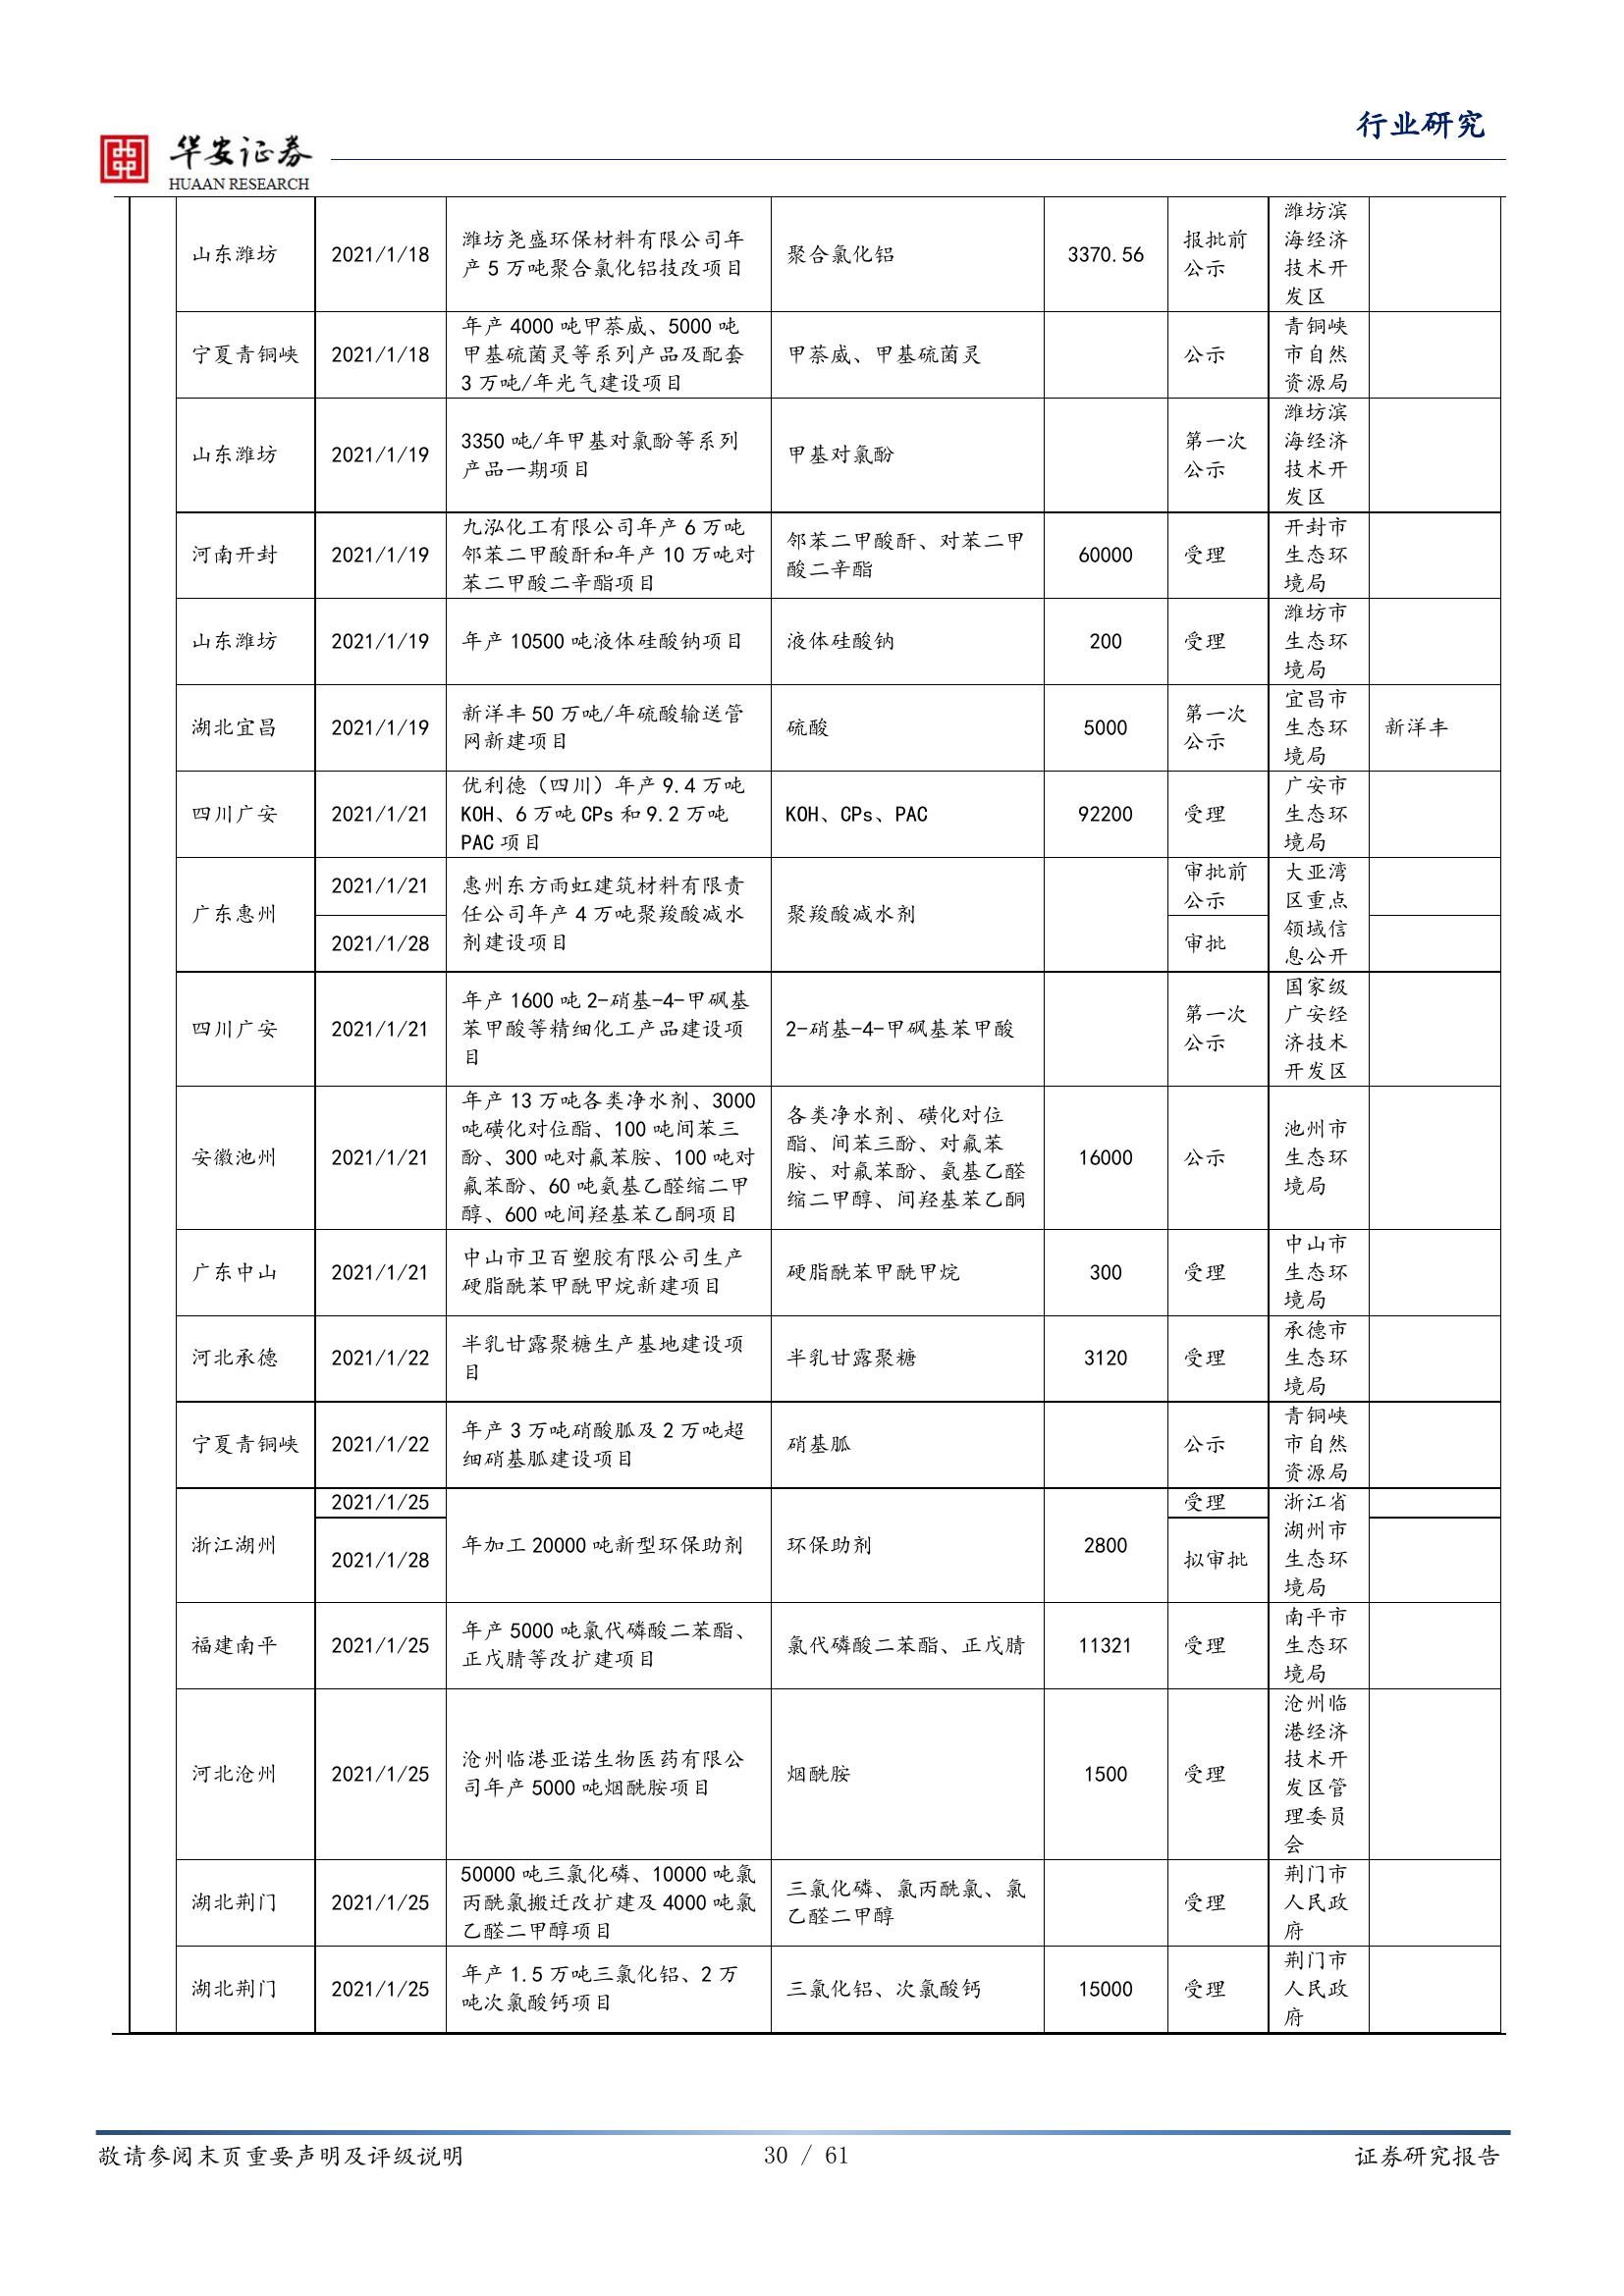 行业研究
华安证券
HUAAN RESEARCH
山东潍坊
2021/1/18
潍坊尧盛环保材料有限公司年
产5万吨聚合氯化铝技改项目
聚合氯化铝
3370.56
报批前
公示
潍坊滨
海经济
技术开
发区
宁夏青铜峡
2021/1/18
年产4000吨甲萘威、5000吨
甲基硫菌灵等系列产品及配套
3万吨/年光气建设项目
甲萘威、甲基硫菌灵
公示
青铜峡
市自然
资源局
山东潍坊
2021/1/19
3350吨/年甲基对氯酚等系列
产品一期项目
甲基对氯酚
第一次
公示
潍坊滨
海经济
技术开
发区
河南开封
2021/1/19
九泓化工有限公司年产6万吨
邻苯二甲酸酐和年产10万吨对
苯二甲酸二辛酯项目
邻苯二甲酸酐、对苯二甲
酸二辛酯
60000
受理
开封市
生态环
境局
山东潍坊
2021/1/19
年产10500吨液体硅酸钠项目
液体硅酸钠
200
受理
潍坊市
生态环
境局
湖北宜昌
2021/1/19
新洋丰50万吨/年硫酸输送管
网新建项目
硫酸
5000
第一次
公示
宜昌市
生态环
境局
新洋丰
四川广安
2021/1/21
优利德（四川）年产9.4万吨
KOH、6万吨CPs和9.2万吨
PAC项目
KOH、CPs、PAC
92200
受理
广安市
生态环
境局
广东惠州
2021/1/21
2021/1/28
惠州东方雨虹建筑材料有限责
任公司年产4万吨聚羧酸减水
剂建设项目
聚羧酸减水剂
审批前
公示
审批
大亚湾
区重点
领域信
息公开
四川广安
2021/1/21
年产1600吨2-硝基-4-甲砜基
苯甲酸等精细化工产品建设项
目
2-硝基-4-甲砜基苯甲酸
第一次
公示
国家级
广安经
济技术
开发区
安徽池州
2021/1/21
年产13万吨各类净水剂、3000
吨磺化对位酯、100吨间苯三
酚、300吨对氟苯胺、100吨对
氟苯酚、60吨氨基乙醛缩二甲
醇、600吨间羟基苯乙酮项目
各类净水剂、磺化对位
酯、间苯三酚、对氟苯
胺、对氟苯酚、氨基乙醛
缩二甲醇、间羟基苯乙酮
16000
公示
池州市
生态环
境局
广东中山
2021/1/21
中山市卫百塑胶有限公司生产
硬脂酰苯甲酰甲烷新建项目
硬脂酰苯甲酰甲烷
300
受理
中山市
生态环
境局
河北承德
2021/1/22
半乳甘露聚糖生产基地建设项
目
半乳甘露聚糖
3120
受理
承德市
生态环
境局
宁夏青铜峡
2021/1/22
年产3万吨硝酸胍及2万吨超
细硝基胍建设项目
硝基胍
公示
青铜峡
市自然
资源局
浙江湖州
2021/1/25
2021/1/28
年加工20000吨新型环保助剂
环保助剂
2800
受理
拟审批
浙江省
湖州市
生态环
境局
福建南平
2021/1/25
年产5000吨氯代磷酸二苯酯、
正戊腈等改扩建项目
氯代磷酸二苯酯、正戊腈
11321
受理
南平市
生态环
境局
河北沧州
2021/1/25
沧州临港亚诺生物医药有限公
司年产5000吨烟酰胺项目
烟酰胺
1500
受理
沧州临
港经济
技术开
发区管
理委员
会
湖北荆门
2021/1/25
50000吨三氯化磷、10000吨氯
丙酰氯搬迁改扩建及4000吨氯
乙醛二甲醇项目
三氯化磷、氯丙酰氯、氯
乙醛二甲醇
受理
荆门市
人民政
府
湖北荆门
2021/1/25
年产1.5万吨三氯化铝、2万
吨次氯酸钙项目
三氯化铝、次氯酸钙
15000
受理
荆门市
人民政
府
敬请参阅末页重要声明及评级说明
30 / 61
证券研究报告